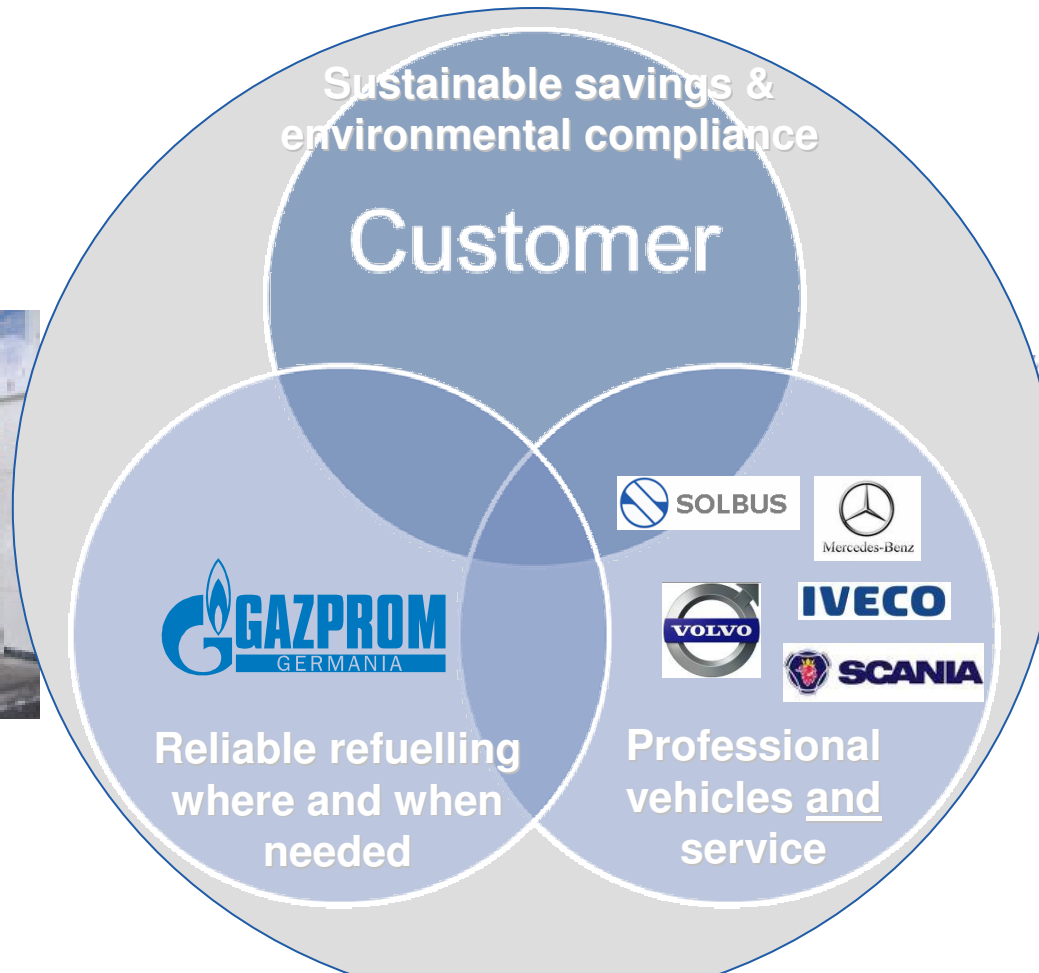 Sustainable savings &
environmental compliance
Customer
SOLBUS
Mercedes-Benz
VOLVO
IVECO
SCANIA
GAZPROM
GERMANIA
Reliable refuelling
where and when
needed
Professional
vehicles and
service